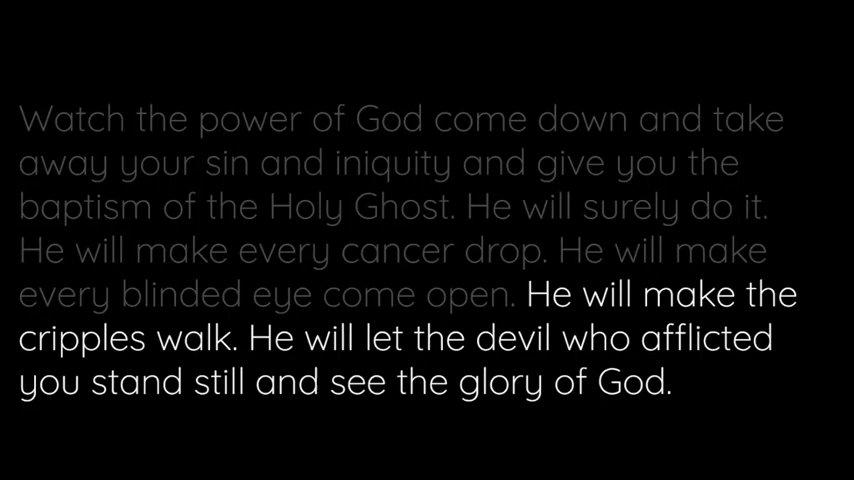 Watch the power of God come down and take
away your sin and iniquity and give you the
baptism of the Holy Ghost. He will surely do it.
He will make every cancer drop. He will make
every blinded eye come open. He will make the
cripples walk. He will let the devil who afflicted
you stand still and see the glory of God.